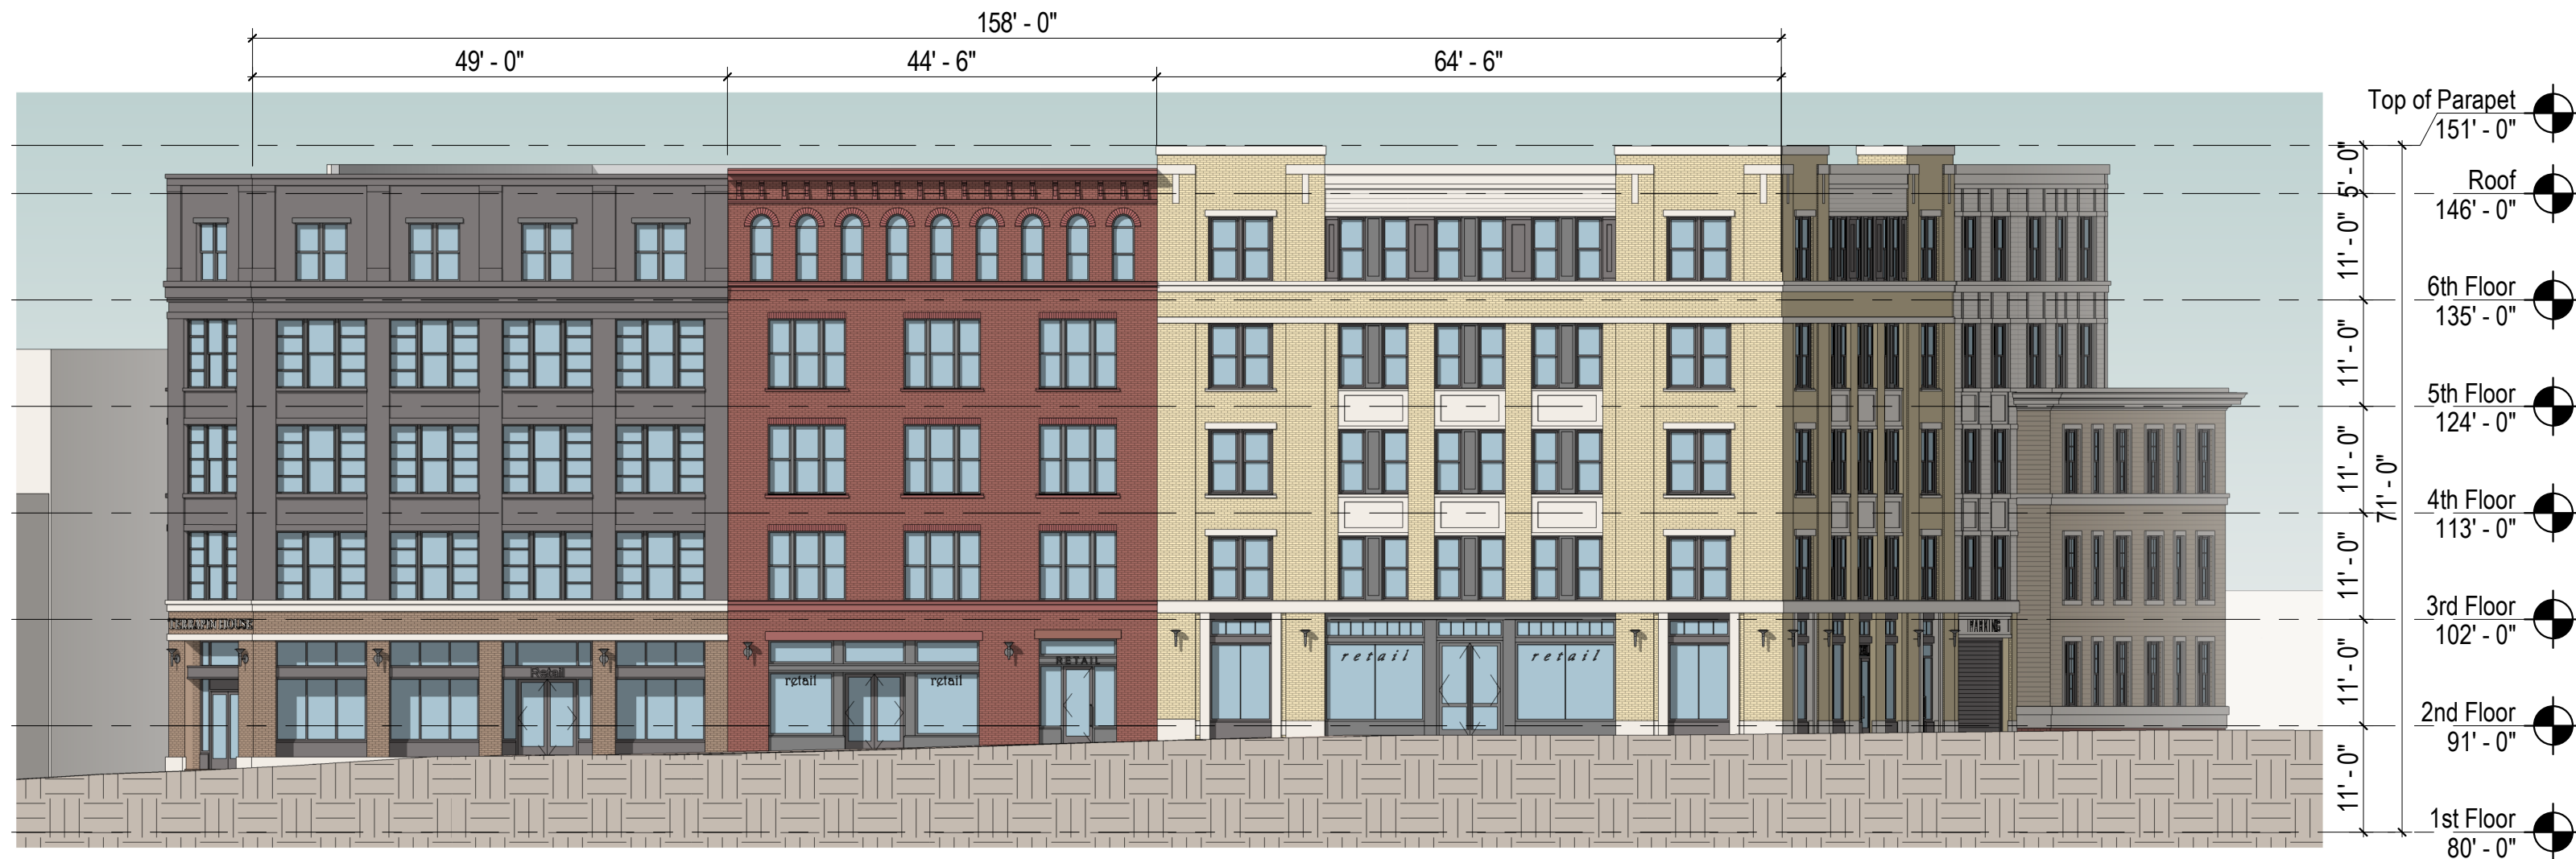 158' - 0"
49' - 0"
44' - 6"
64' - 6"
Top of Parapet
151' - 0"
5' - 0"
Roof
146' - 0"
11' - 0"
6th Floor
135' - 0"
11' - 0"
5th Floor
124' - 0"
11' - 0"
71' - 0"
4th Floor
113' - 0"
11' - 0"
3rd Floor
102' - 0"
11' - 0"
2nd Floor
91' - 0"
11' - 0"
1st Floor
80' - 0"
TERRAPIN HOUSE
Retail
retail
retail
RETAIL
retail
retail
PARKING